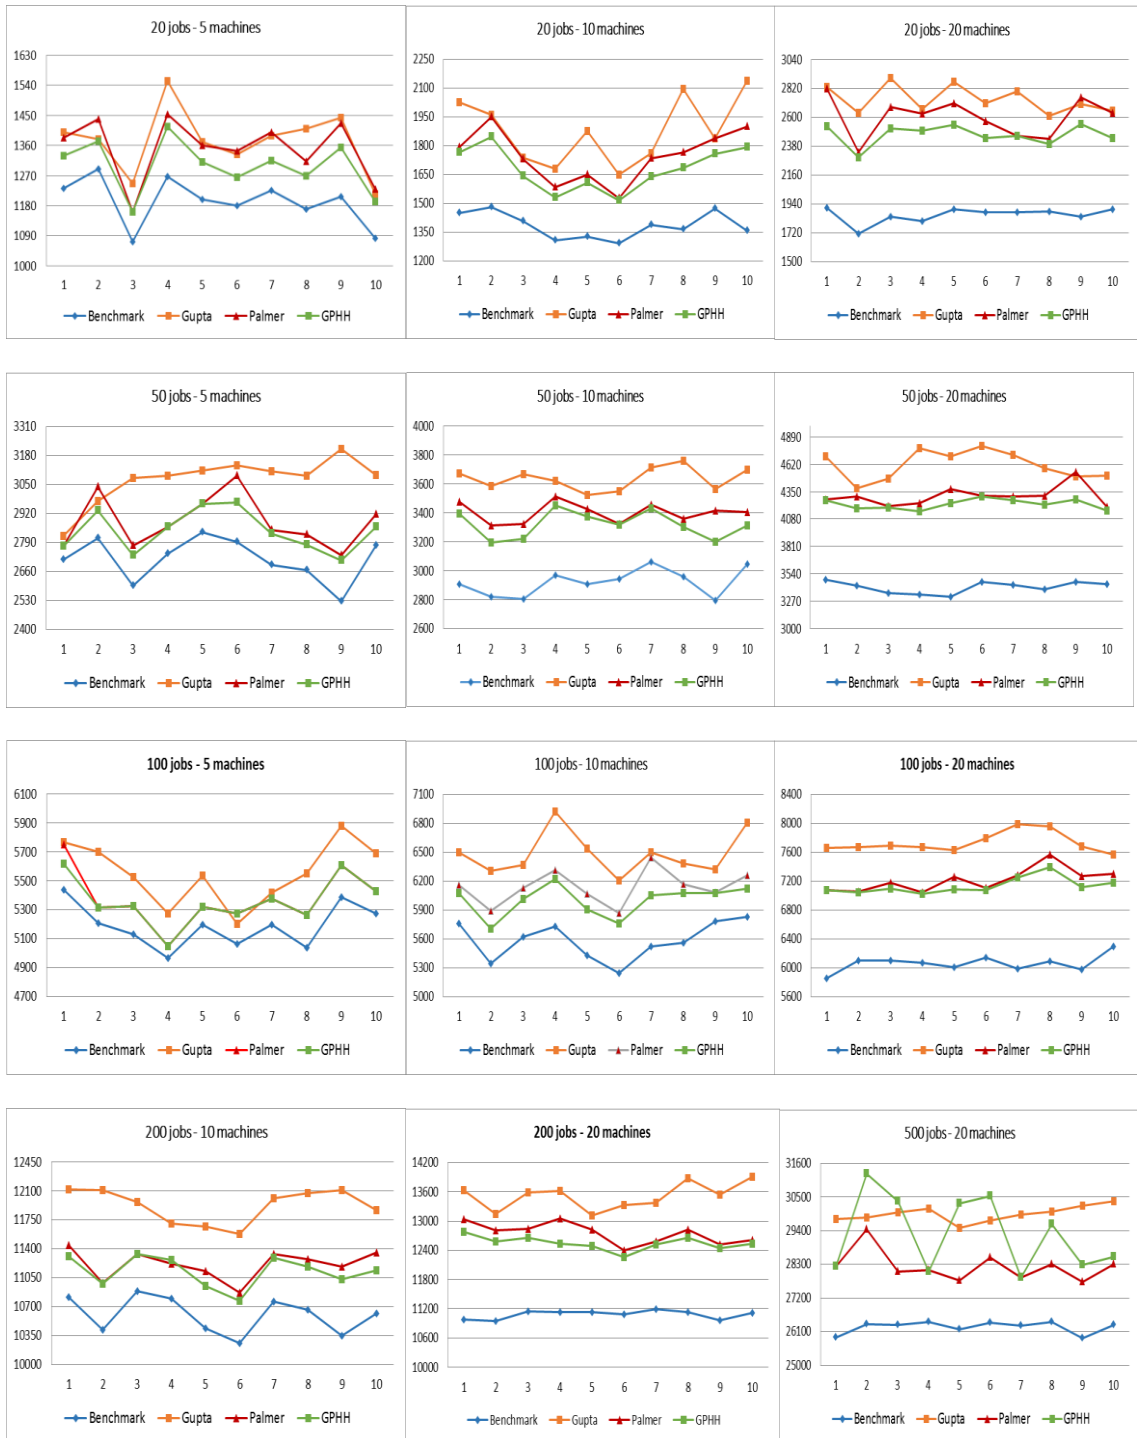 20 jobs - 5 machines
1630
1540
1450
1360
1270
1180
1090
1000
1 2 3 4 5 6 7 8 9 10
Benchmark Gupta Palmer GPHH
20 jobs - 10 machines
2250
2100
1950
1800
1650
1500
1350
1200
1 2 3 4 5 6 7 8 9 10
Benchmark Gupta Palmer GPHH
20 jobs - 20 machines
3040
2820
2600
2380
2160
1940
1720
1500
1 2 3 4 5 6 7 8 9 10
Benchmark Gupta Palmer GPHH
50 jobs - 5 machines
3310
3180
3050
2920
2790
2660
2530
2400
1 2 3 4 5 6 7 8 9 10
Benchmark Gupta Palmer GPHH
50 jobs - 10 machines
4000
3800
3600
3400
3200
3000
2800
2600
1 2 3 4 5 6 7 8 9 10
Benchmark Gupta Palmer GPHH
50 jobs - 20 machines
4890
4620
4350
4080
3810
3540
3270
3000
1 2 3 4 5 6 7 8 9 10
Benchmark Gupta Palmer GPHH
100 jobs - 5 machines
6100
5900
5700
5500
5300
5100
4900
4700
1 2 3 4 5 6 7 8 9 10
Benchmark Gupta Palmer GPHH
100 jobs - 10 machines
7100
6800
6500
6200
5900
5600
5300
5000
1 2 3 4 5 6 7 8 9 10
Benchmark Gupta Palmer GPHH
100 jobs - 20 machines
8400
8000
7600
7200
6800
6400
6000
5600
1 2 3 4 5 6 7 8 9 10
Benchmark Gupta Palmer GPHH
200 jobs - 10 machines
12450
12100
11750
11400
11050
10700
10350
10000
1 2 3 4 5 6 7 8 9 10
Benchmark Gupta Palmer GPHH
200 jobs - 20 machines
14200
13600
13000
12400
11800
11200
10600
10000
1 2 3 4 5 6 7 8 9 10
Benchmark Gupta Palmer GPHH
500 jobs - 20 machines
31600
30500
29400
28300
27200
26100
25000
1 2 3 4 5 6 7 8 9 10
Benchmark Gupta Palmer GPHH